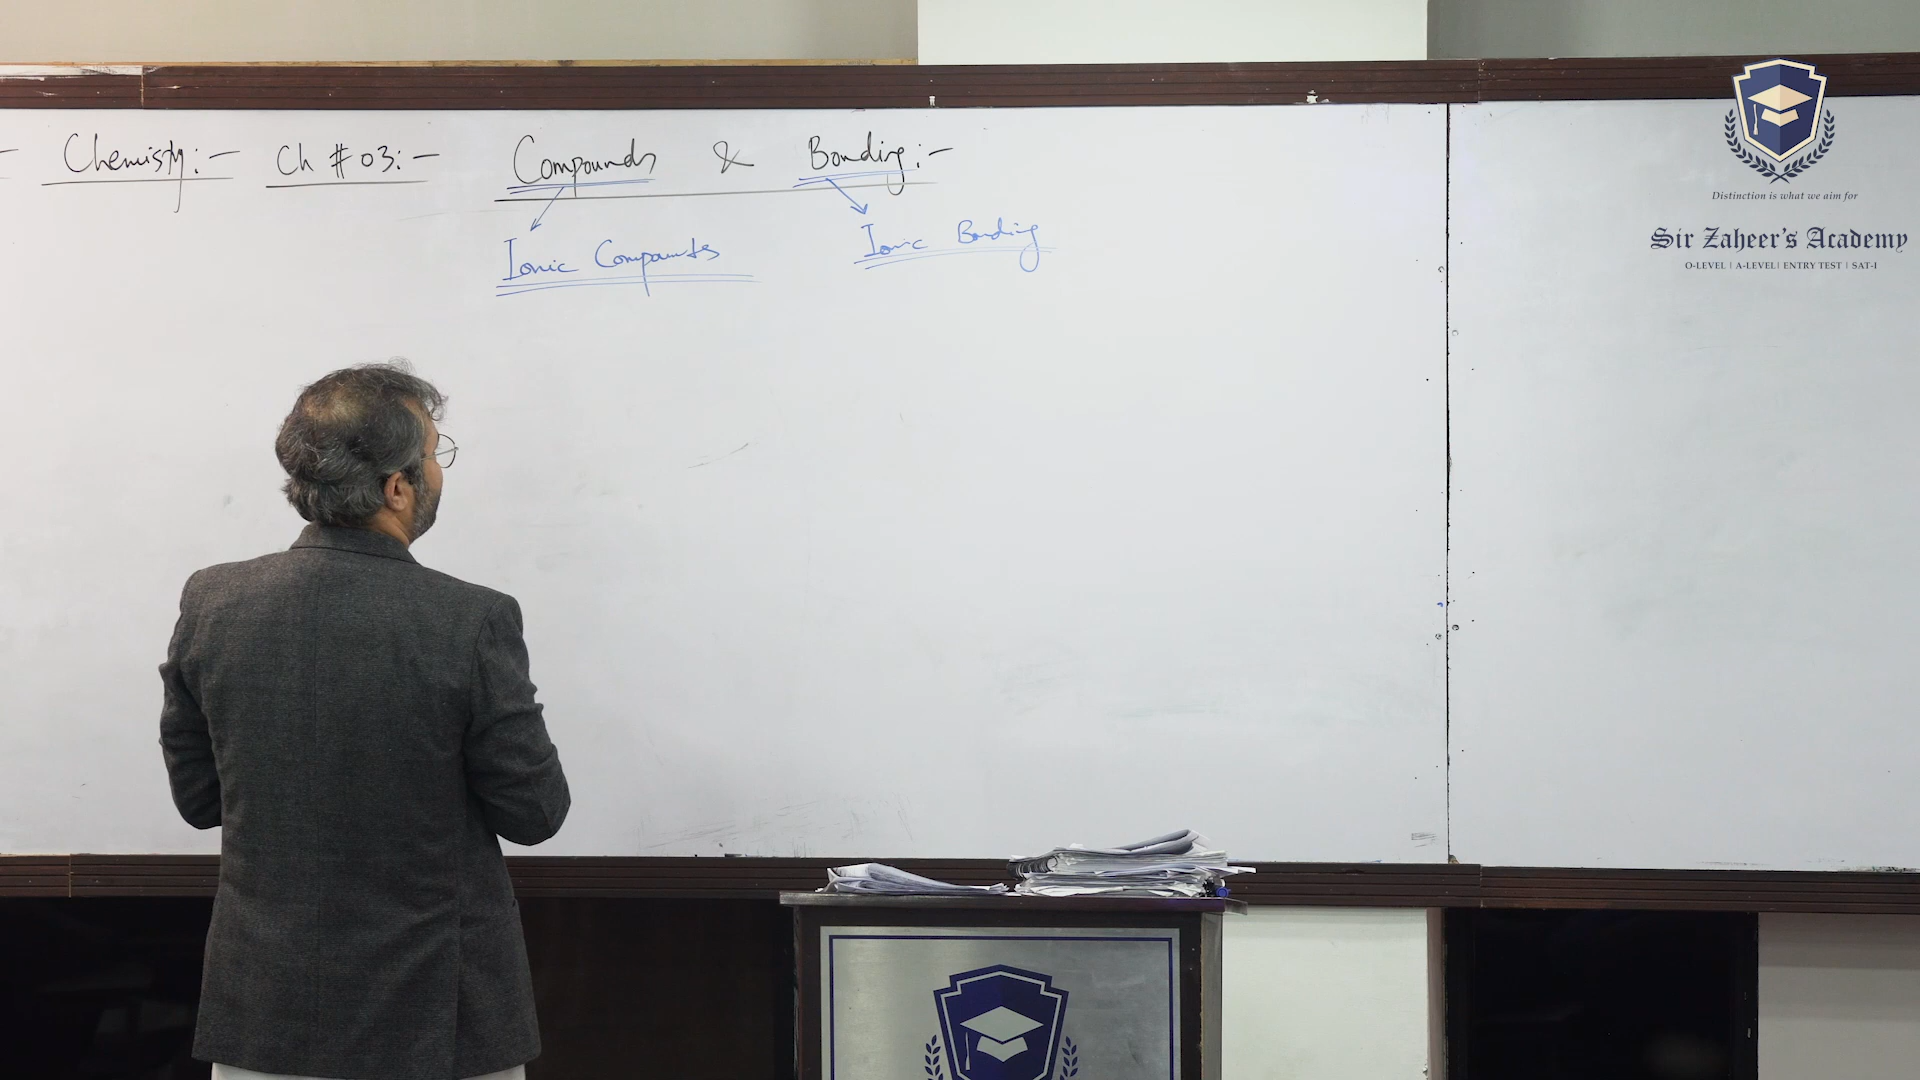 Chemistry:- Ch # 03:- Compounds & Bonding:-
Ionic Compounds Ionic Bonding
Distinction is what we aim for
Sir Zaheer's Academy
O-LEVEL | A-LEVEL | ENTRY TEST | SAT-I